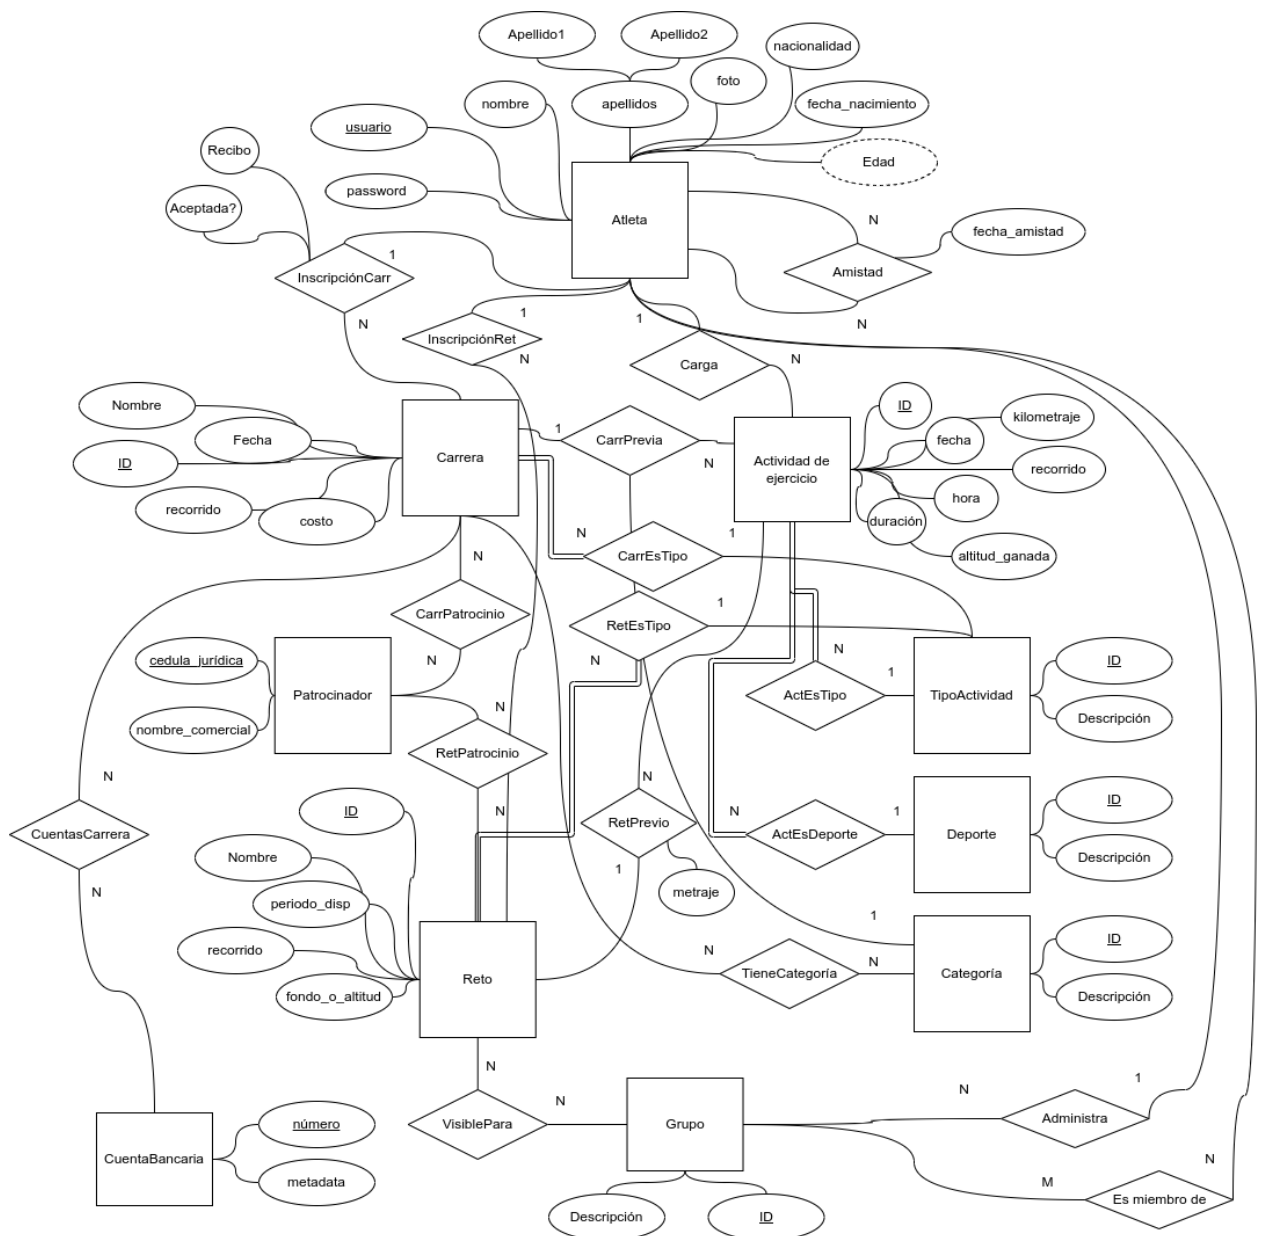 Apellido1
Apellido2
nacionalidad
foto
nombre
apellidos
fecha_nacimiento
usuario
Recibo
Edad
password
Aceptada?
Atleta
N
fecha_amistad
1
InscripciónCarr
Amistad
1
1
N
N
InscripciónRet
N
N
Carga
ID
Nombre
kilometraje
1
Fecha
CarrPrevia
fecha
ID
Carrera
N
Actividad de
ejercicio
recorrido
recorrido
hora
costo
duración
N
1
N
CarrEsTipo
altitud_ganada
1
CarrPatrocinio
RetEsTipo
N
cedula_jurídica
N
N
ID
1
Patrocinador
ActEsTipo
TipoActividad
N
Descripción
nombre_comercial
RetPatrocinio
N
N
ID
ID
N
N
1
RetPrevio
CuentasCarrera
ActEsDeporte
Deporte
Nombre
Descripción
1
N
metraje
periodo_disp
1
ID
recorrido
N
N
TieneCategoría
Categoría
Reto
fondo_o_altitud
Descripción
N
1
N
N
número
VisiblePara
Grupo
Administra
CuentaBancaria
N
metadata
M
Es miembro de
Descripción
ID